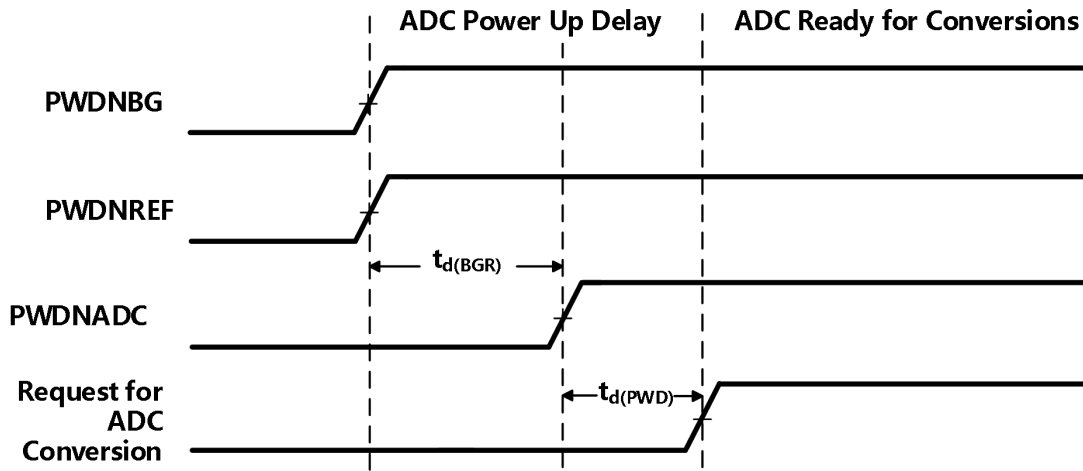 ADC Power Up Delay
ADC Ready for Conversions
PWDNBG
PWDNREF
td(BGR)
PWDNADC
td(PWD)
Request for
ADC
Conversion